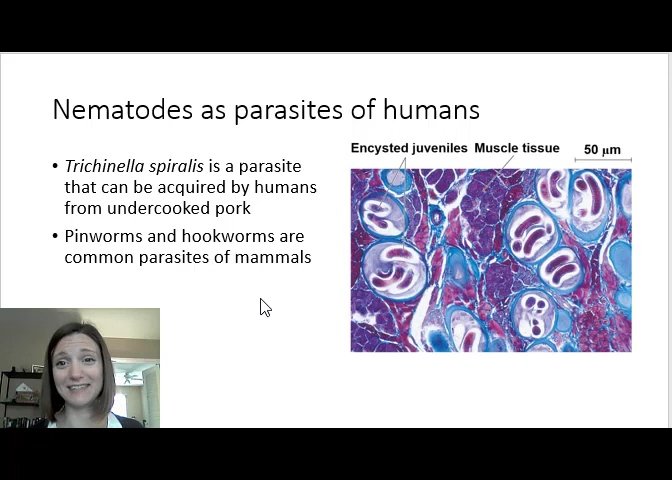 Nematodes as parasites of humans
• Trichinella spiralis is a parasite
that can be acquired by humans
from undercooked pork
• Pinworms and hookworms are
common parasites of mammals
Encysted juveniles Muscle tissue 50 μm